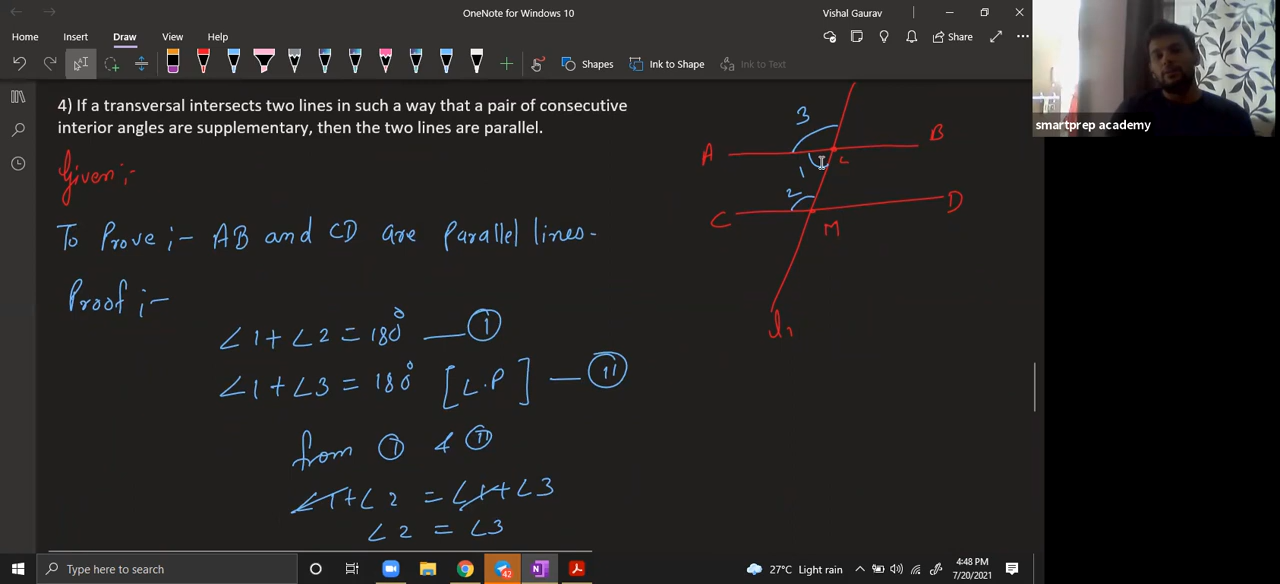 OneNote for Windows 10
Vishal Gaurav
Home Insert Draw View Help
Share
Shapes
Ink to Shape
Ink to Text
smartprep academy
4) If a transversal intersects two lines in such a way that a pair of consecutive
interior angles are supplementary, then the two lines are parallel.
Given :-
To Prove :- AB and CD are parallel lines.
Proof :-
∠1 + ∠2 = 180° — (I)
∠1 + ∠3 = 180° [L.P] — (II)
from (I) & (II)
∠1 + ∠2 = ∠1 + ∠3
∠2 = ∠3
3
A
B
L
1
2
C
D
M
l1
Type here to search
42
27°C Light rain
4:48 PM
7/20/2021